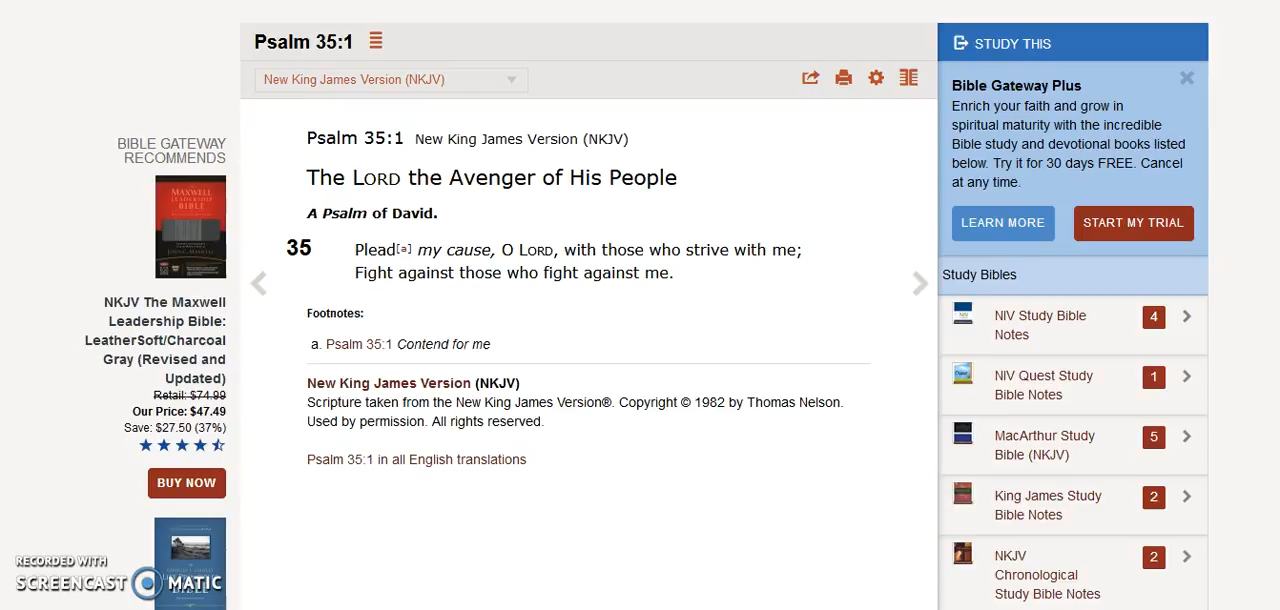 Psalm 35:1
New King James Version (NKJV)
Psalm 35:1 New King James Version (NKJV)
The LORD the Avenger of His People
A Psalm of David.
35 Plead[a] my cause, O LORD, with those who strive with me;
Fight against those who fight against me.
Footnotes:
a. Psalm 35:1 Contend for me
New King James Version (NKJV)
Scripture taken from the New King James Version®. Copyright © 1982 by Thomas Nelson.
Used by permission. All rights reserved.
Psalm 35:1 in all English translations
BIBLE GATEWAY
RECOMMENDS
MAXWELL
LEADERSHIP
BIBLE
NKJV The Maxwell
Leadership Bible:
LeatherSoft/Charcoal
Gray (Revised and
Updated)
Retail: $74.99
Our Price: $47.49
Save: $27.50 (37%)
BUY NOW
RECORDED WITH
SCREENCAST MATIC
STUDY THIS
Bible Gateway Plus
Enrich your faith and grow in
spiritual maturity with the incredible
Bible study and devotional books listed
below. Try it for 30 days FREE. Cancel
at any time.
LEARN MORE
START MY TRIAL
Study Bibles
NIV Study Bible
Notes
4
NIV Quest Study
Bible Notes
1
MacArthur Study
Bible (NKJV)
5
King James Study
Bible Notes
2
NKJV
Chronological
Study Bible Notes
2